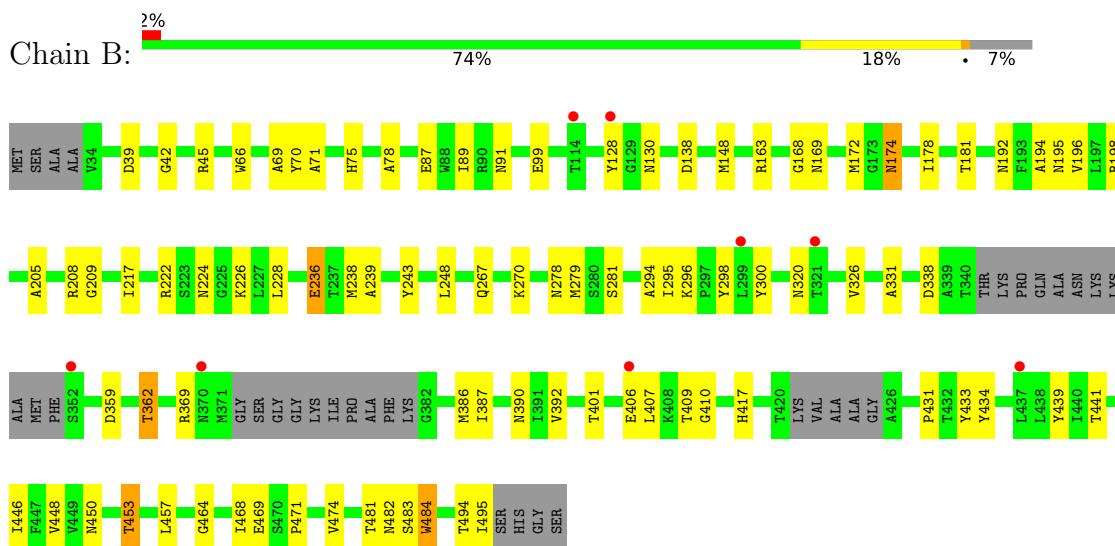 2%
Chain B:
74% 18% • 7%
MET SER ALA ALA V34 D39 G42 R45 W66 A69 Y70 A71 H75 A78 E87 W88 I89 R90 N91 E99 T114 Y128 G129 N130 D138 M148 R163 G168 N169 M172 G173 N174 I178 T181 N192 F193 A194 N195 V196 L197 R198
A205 R208 G209 I217 R222 S223 N224 G225 K226 L227 L228 E236 T237 M238 A239 Y243 L248 Q267 K270 N278 M279 S280 S281 A294 I295 K296 P297 Y298 L299 Y300 N320 T321 V326 A331 D338 A339 T340 THR LYS PRO GLN ALA ASN LYS LYS
ALA MET PHE S352 D359 T362 R369 N370 M371 GLY SER GLY GLY LYS ILE PRO ALA PHE LYS G382 M386 I387 N390 I391 V392 T401 E406 L407 K408 T409 G410 H417 T420 LYS VAL ALA ALA GLY A426 P431 T432 Y433 Y434 L437 L438 Y439 I440 T441
I446 F447 V448 V449 N450 T453 L457 G464 I468 E469 S470 P471 V474 T481 N482 S483 W484 T494 I495 SER HIS GLY SER